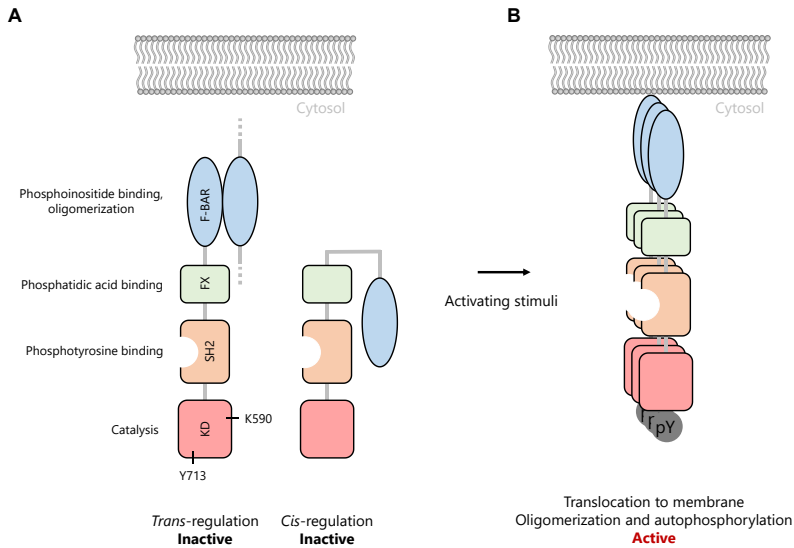 A
B
Cytosol
Cytosol
Phosphoinositide binding,
oligomerization
F-BAR
Phosphatidic acid binding
FX
Activating stimuli
Phosphotyrosine binding
SH2
Catalysis
KD
K590
Y713
pY
Trans-regulation
Inactive
Cis-regulation
Inactive
Translocation to membrane
Oligomerization and autophosphorylation
Active